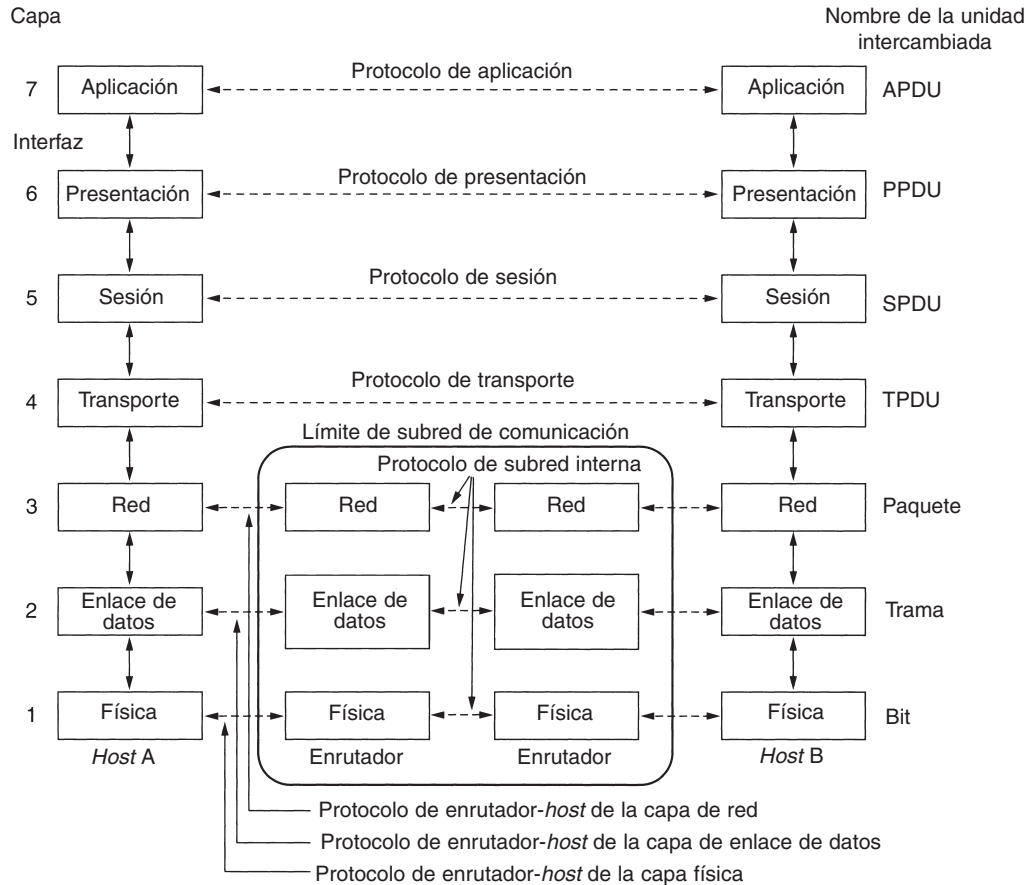 Capa
Nombre de la unidad
intercambiada
7
Aplicación
Protocolo de aplicación
Aplicación
APDU
Interfaz
6
Presentación
Protocolo de presentación
Presentación
PPDU
5
Sesión
Protocolo de sesión
Sesión
SPDU
4
Transporte
Protocolo de transporte
Transporte
TPDU
Límite de subred de comunicación
Protocolo de subred interna
3
Red
Red
Red
Red
Paquete
2
Enlace de
datos
Enlace de
datos
Enlace de
datos
Enlace de
datos
Trama
1
Física
Física
Física
Física
Bit
Host A
Enrutador
Enrutador
Host B
Protocolo de enrutador-host de la capa de red
Protocolo de enrutador-host de la capa de enlace de datos
Protocolo de enrutador-host de la capa física